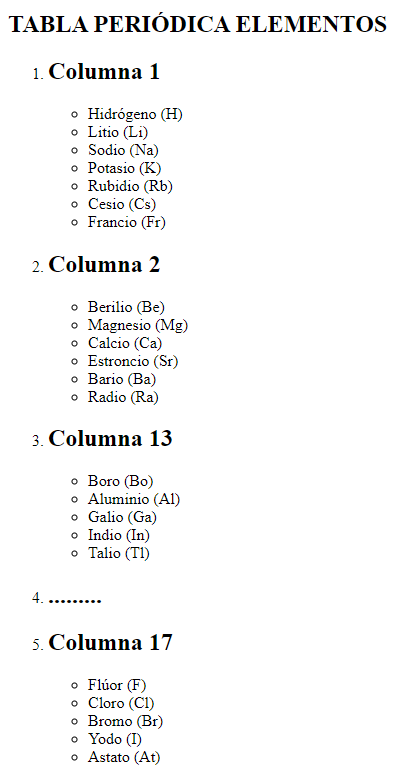 TABLA PERIÓDICA ELEMENTOS
1. Columna 1
Hidrógeno (H)
Litio (Li)
Sodio (Na)
Potasio (K)
Rubidio (Rb)
Cesio (Cs)
Francio (Fr)
2. Columna 2
Berilio (Be)
Magnesio (Mg)
Calcio (Ca)
Estroncio (Sr)
Bario (Ba)
Radio (Ra)
3. Columna 13
Boro (Bo)
Aluminio (Al)
Galio (Ga)
Indio (In)
Talio (Tl)
4. .........
5. Columna 17
Flúor (F)
Cloro (Cl)
Bromo (Br)
Yodo (I)
Astato (At)